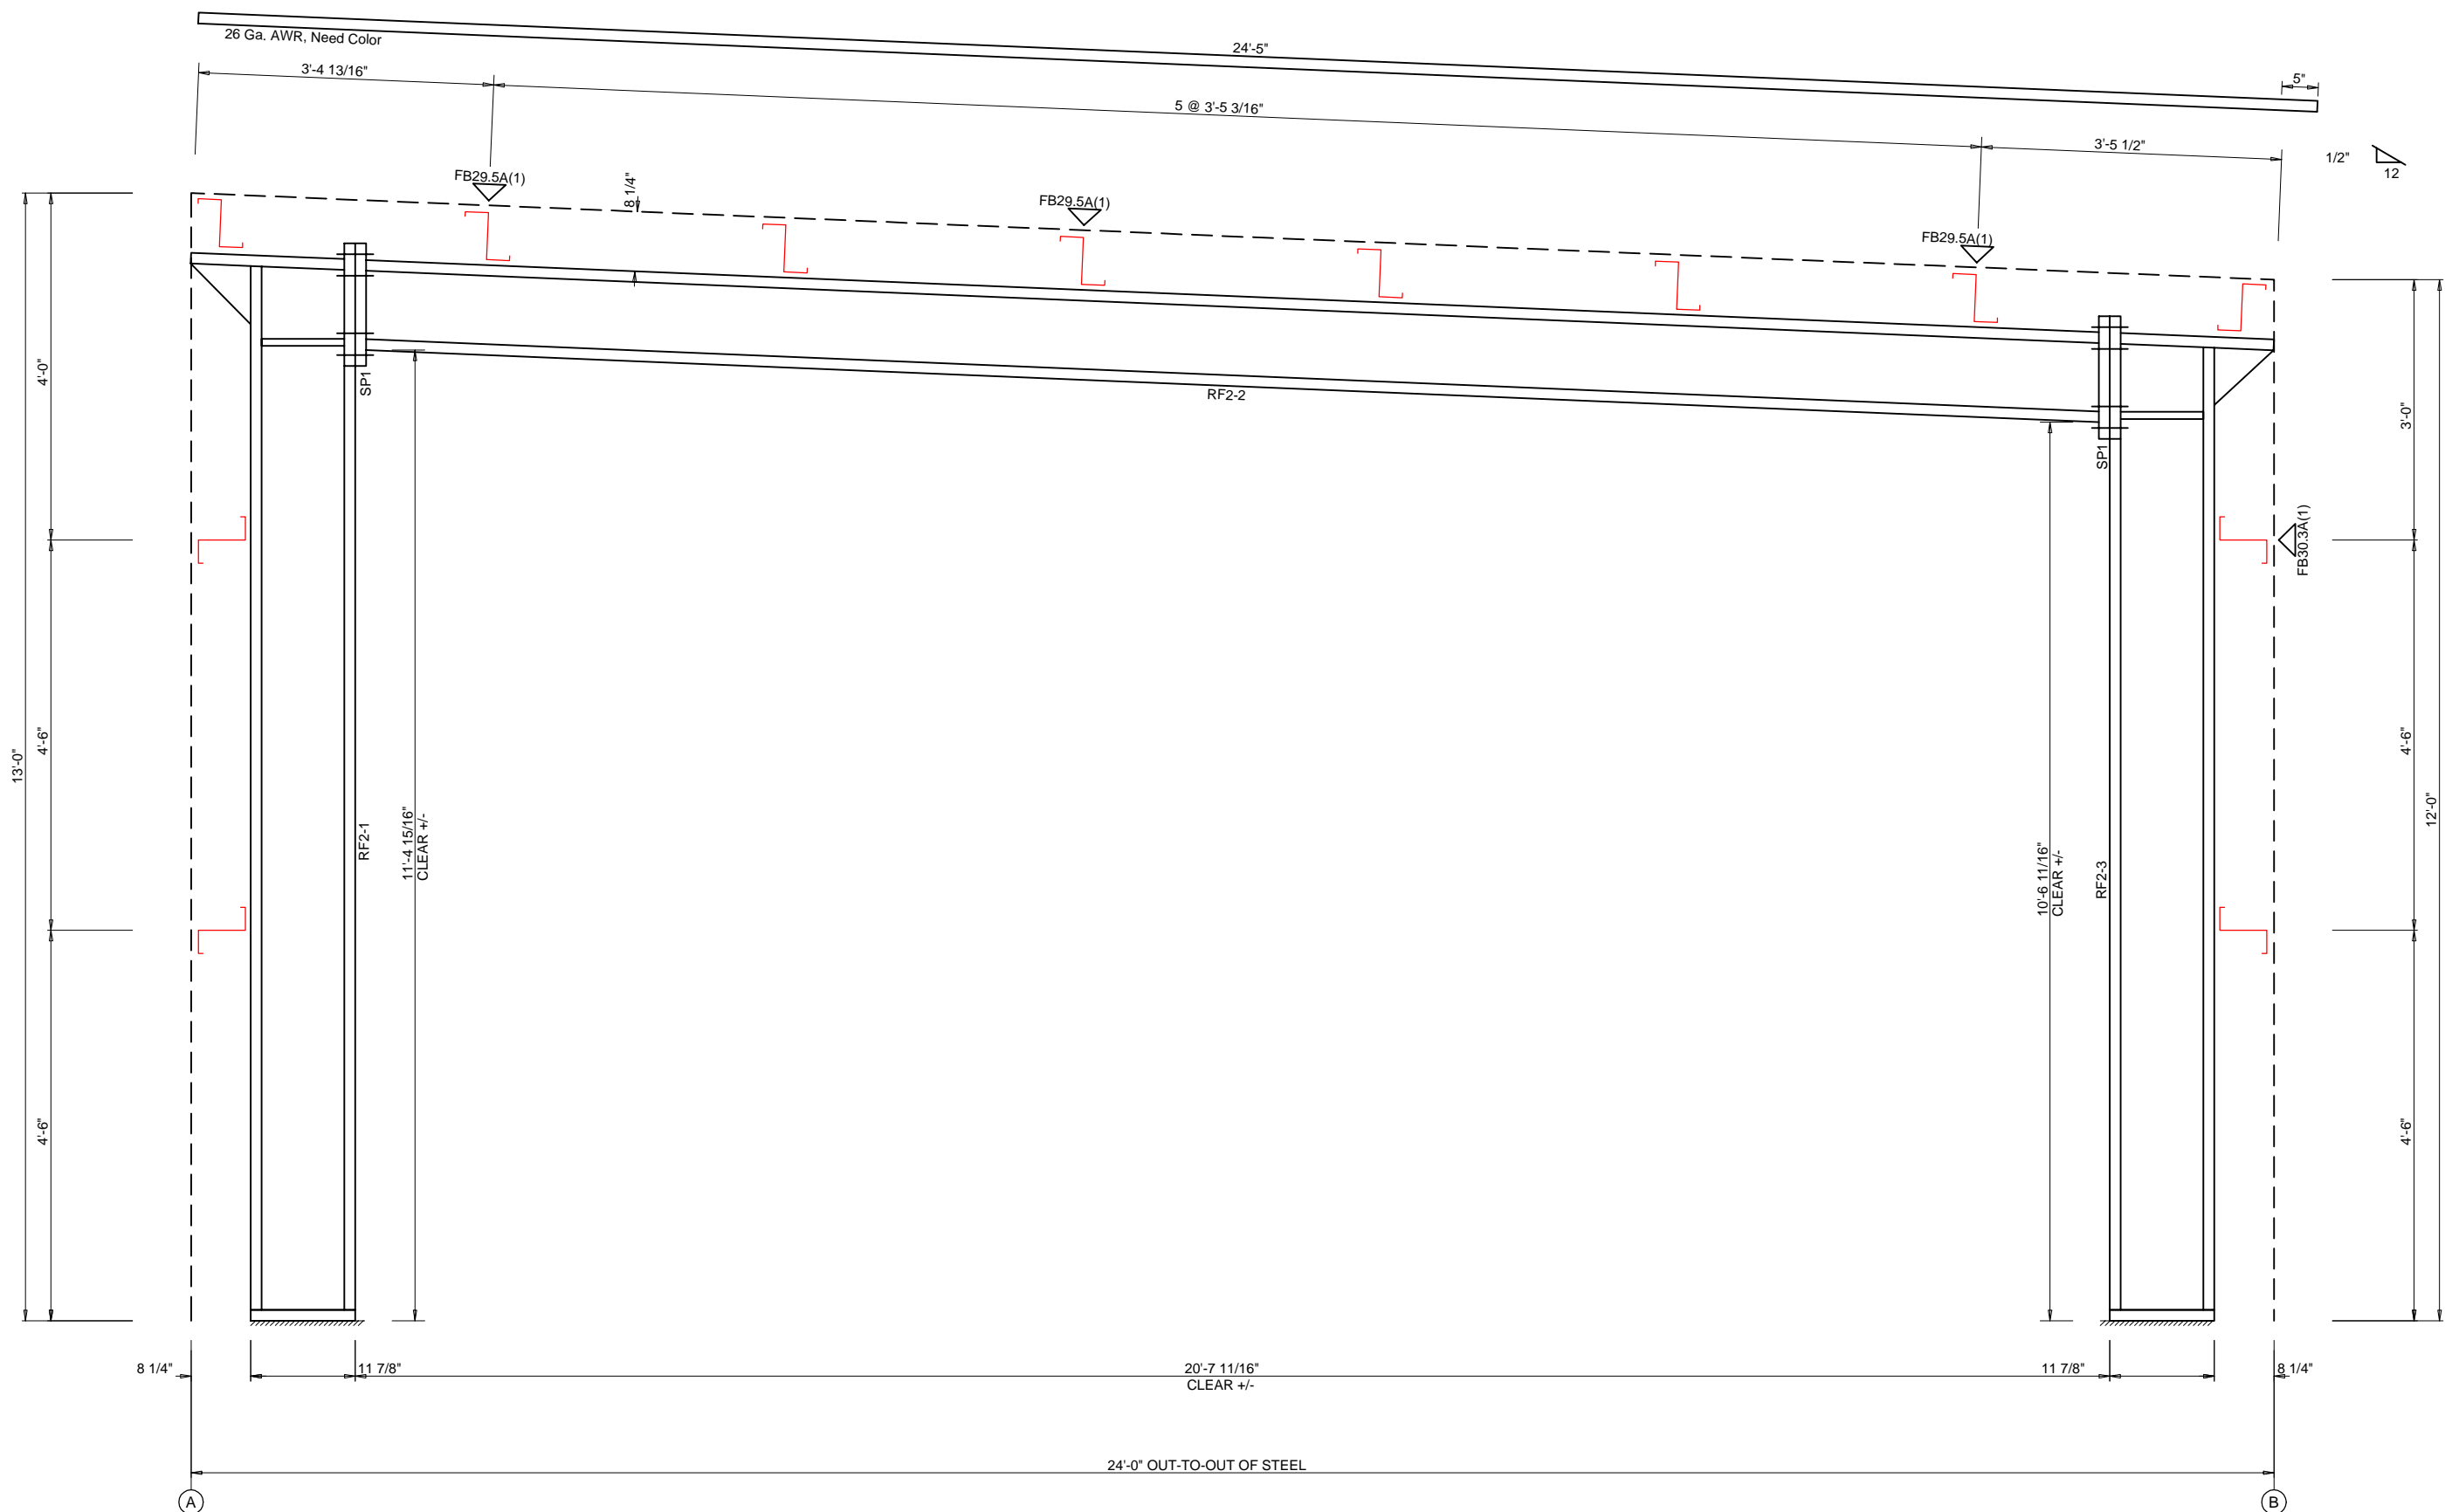 26 Ga. AWR, Need Color
24'-5"
5"
3'-4 13/16"
5 @ 3'-5 3/16"
3'-5 1/2"
1/2"
12
FB29.5A(1)
8 1/4"
FB29.5A(1)
FB29.5A(1)
4'-0"
SP1
RF2-2
SP1
3'-0"
FB30.3A(1)
13'-0"
4'-6"
RF2-1
11'-4 15/16"
CLEAR +/-
10'-6 11/16"
CLEAR +/-
RF2-3
4'-6"
12'-0"
4'-6"
4'-6"
8 1/4"
11 7/8"
20'-7 11/16"
CLEAR +/-
11 7/8"
8 1/4"
24'-0" OUT-TO-OUT OF STEEL
A
B